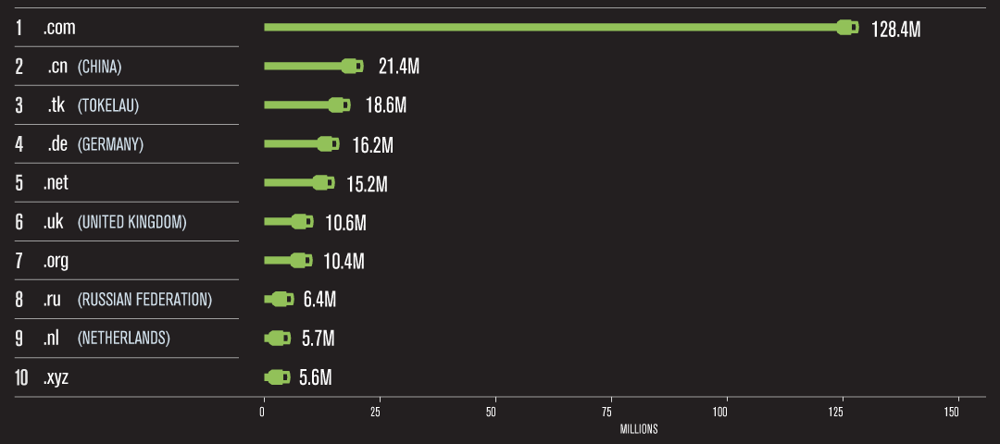 1 .com 128.4M
2 .cn (CHINA) 21.4M
3 .tk (TOKELAU) 18.6M
4 .de (GERMANY) 16.2M
5 .net 15.2M
6 .uk (UNITED KINGDOM) 10.6M
7 .org 10.4M
8 .ru (RUSSIAN FEDERATION) 6.4M
9 .nl (NETHERLANDS) 5.7M
10 .xyz 5.6M
0 25 50 75 100 125 150
MILLIONS